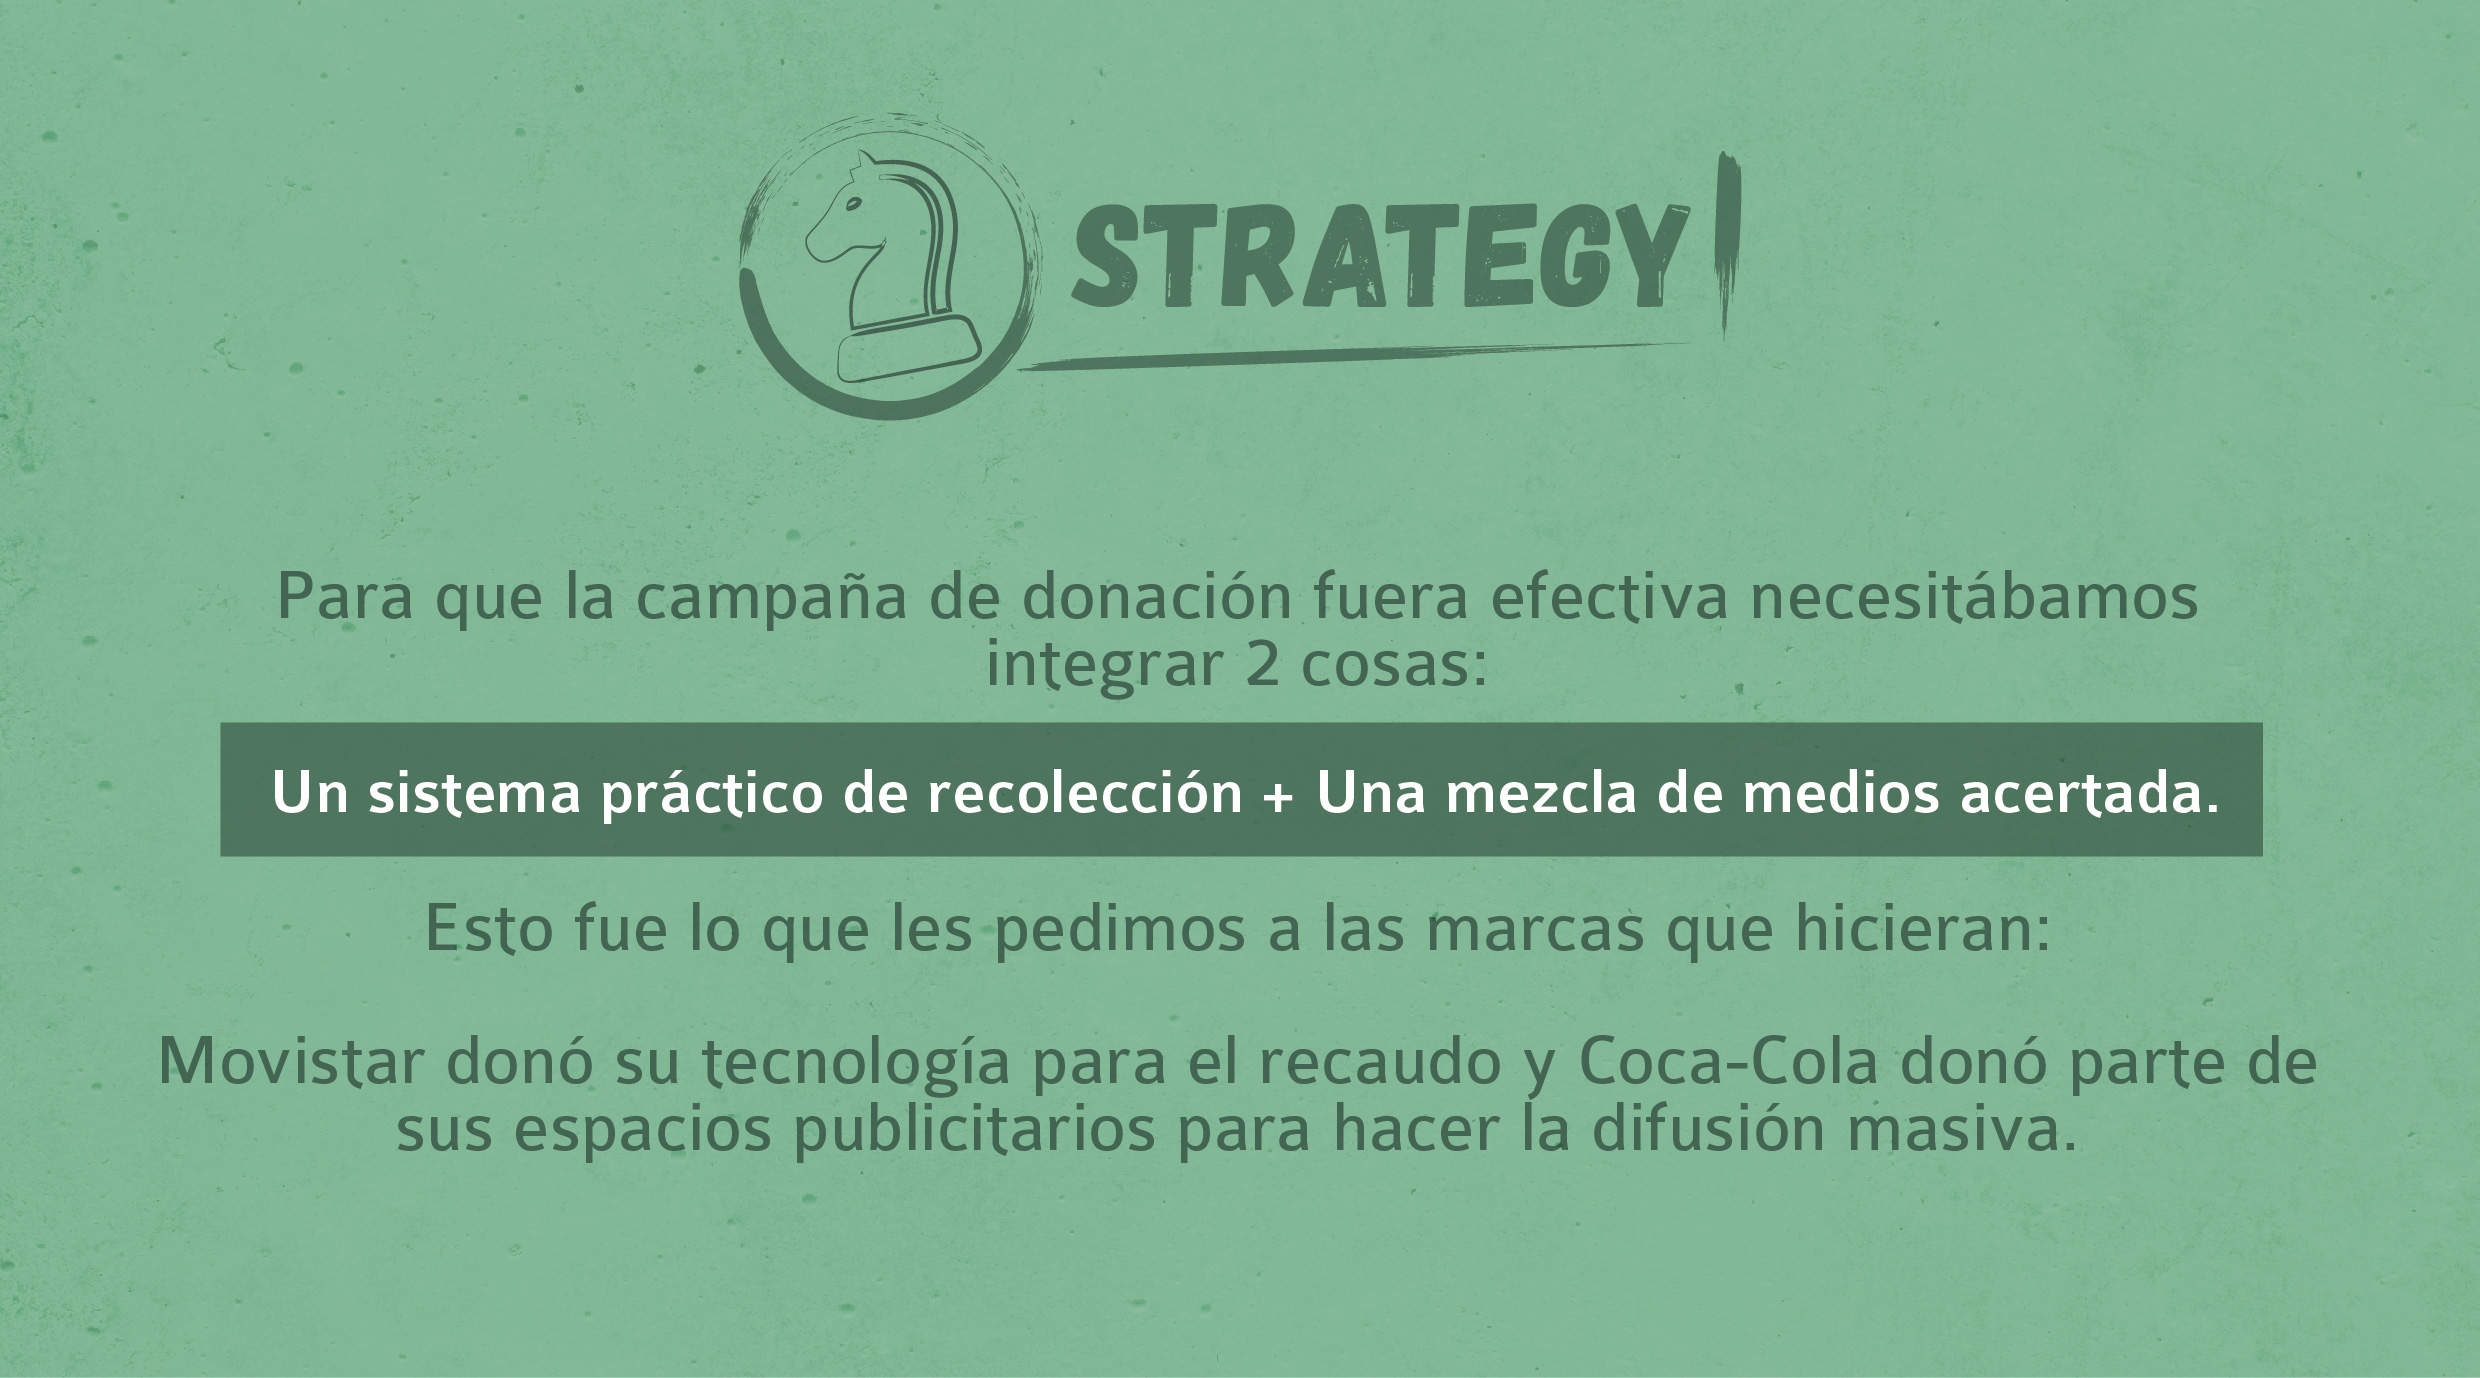 STRATEGY
Para que la campaña de donación fuera efectiva necesitábamos
integrar 2 cosas:
Un sistema práctico de recolección + Una mezcla de medios acertada.
Esto fue lo que les pedimos a las marcas que hicieran:
Movistar donó su tecnología para el recaudo y Coca-Cola donó parte de
sus espacios publicitarios para hacer la difusión masiva.